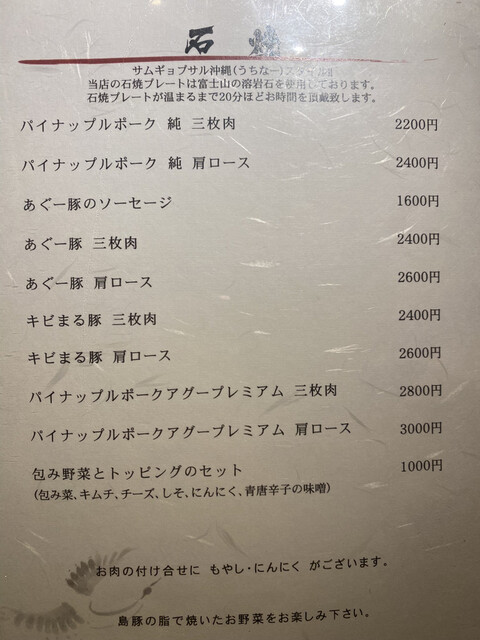 石焼
サムギョプサル沖縄(うちなー)スタイル!!
当店の石焼プレートは富士山の溶岩石を使用しております。
石焼プレートが温まるまで20分ほどお時間を頂戴致します。
パイナップルポーク 純 三枚肉 2200円
パイナップルポーク 純 肩ロース 2400円
あぐー豚のソーセージ 1600円
あぐー豚 三枚肉 2400円
あぐー豚 肩ロース 2600円
キビまる豚 三枚肉 2400円
キビまる豚 肩ロース 2600円
パイナップルポークアグープレミアム 三枚肉 2800円
パイナップルポークアグープレミアム 肩ロース 3000円
包み野菜とトッピングのセット 1000円
(包み菜、キムチ、チーズ、しそ、にんにく、青唐辛子の味噌)
お肉の付け合せに もやし・にんにく がございます。
島豚の脂で焼いたお野菜をお楽しみ下さい。